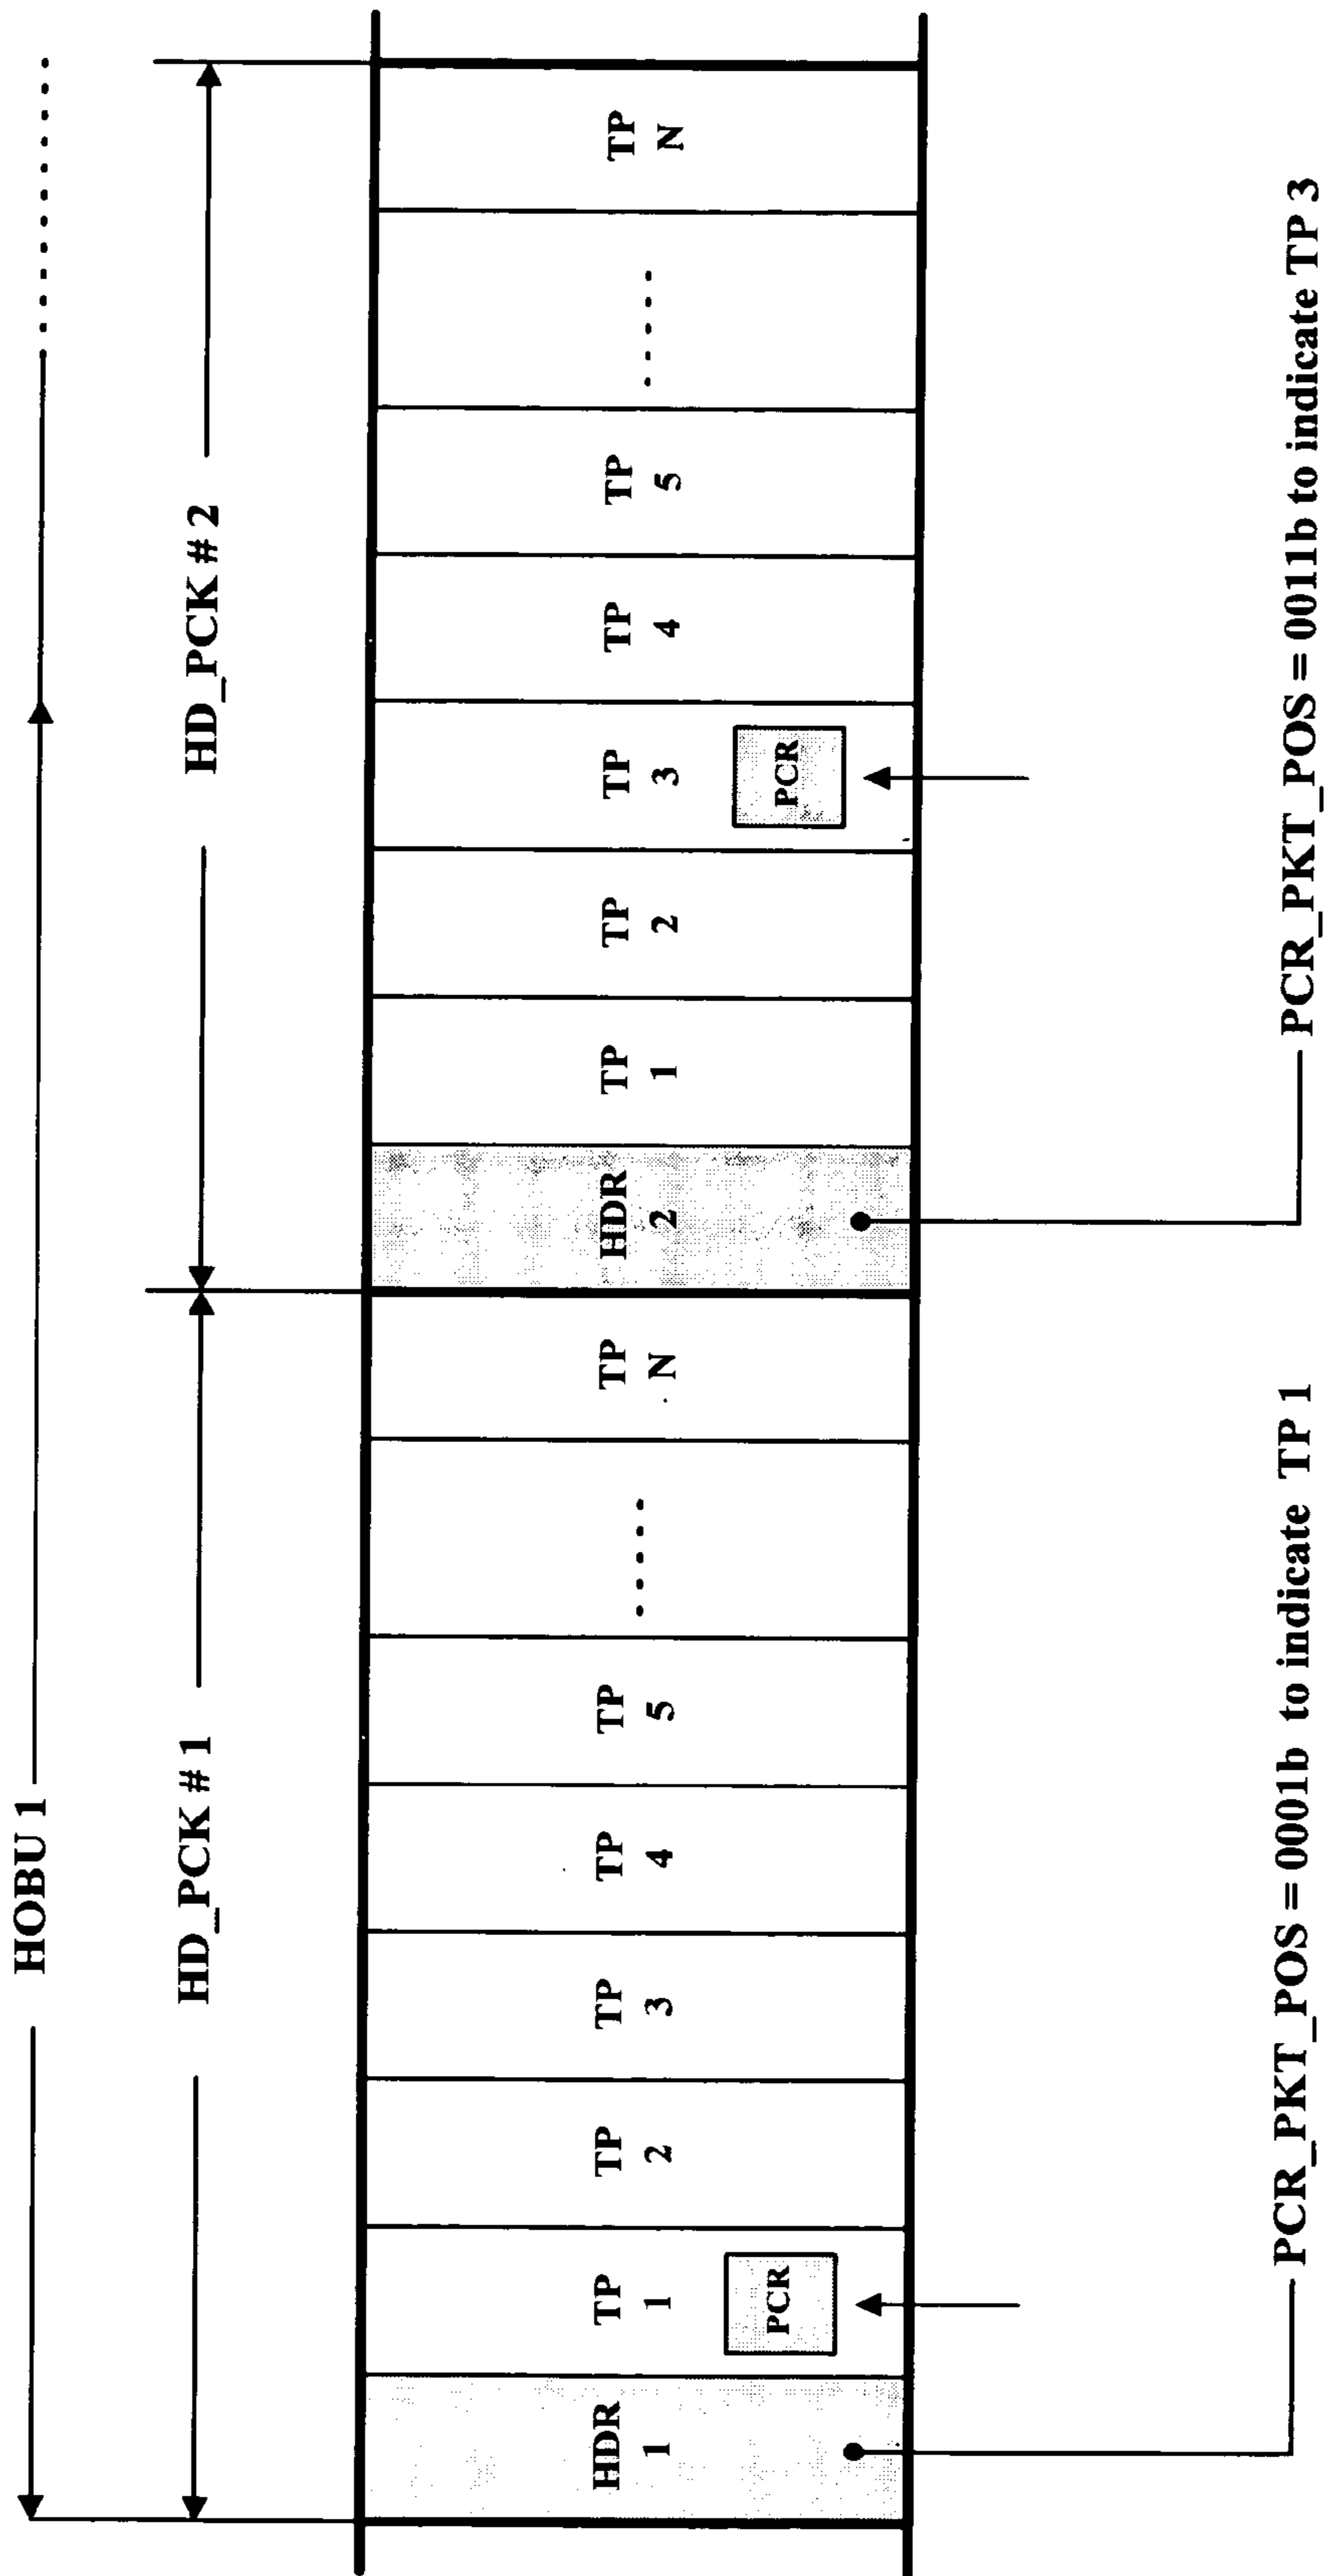 HOBU 1
HD_PCK # 1
HD_PCK # 2
HDR
1
TP
1
PCR
TP
2
TP
3
TP
4
TP
5
.....
TP
N
HDR
2
TP
1
TP
2
TP
3
PCR
TP
4
TP
5
.....
TP
N
PCR_PKT_POS = 0001b to indicate TP 1
PCR_PKT_POS = 0011b to indicate TP 3